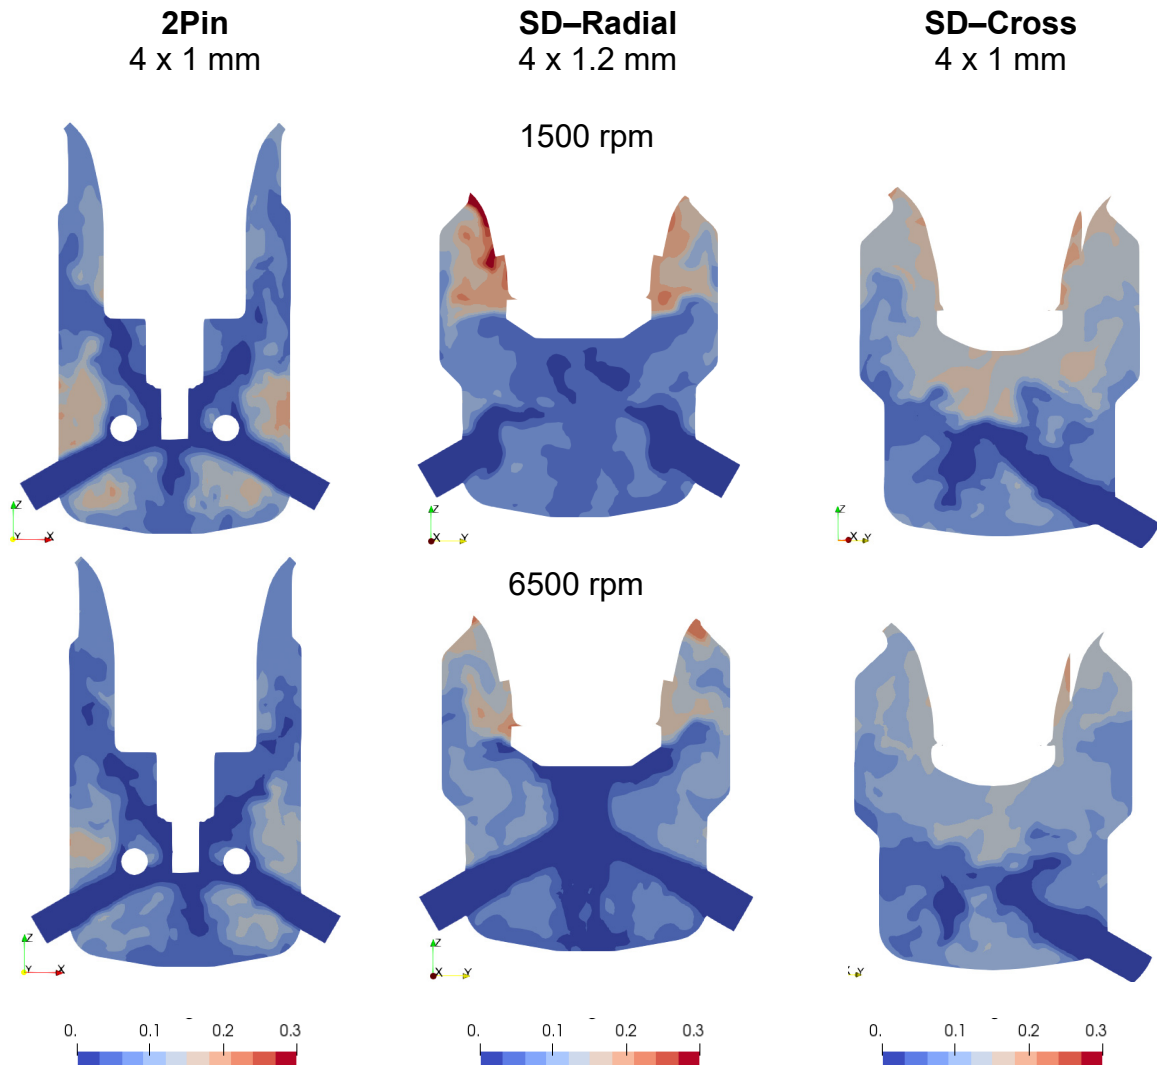 2Pin
4 x 1 mm
SD–Radial
4 x 1.2 mm
SD–Cross
4 x 1 mm
1500 rpm
Z
Y
X
Z
X
Y
Z
X
Y
6500 rpm
Z
Y
X
Z
X
Y
Y
0. 0.1 0.2 0.3
0. 0.1 0.2 0.3
0. 0.1 0.2 0.3